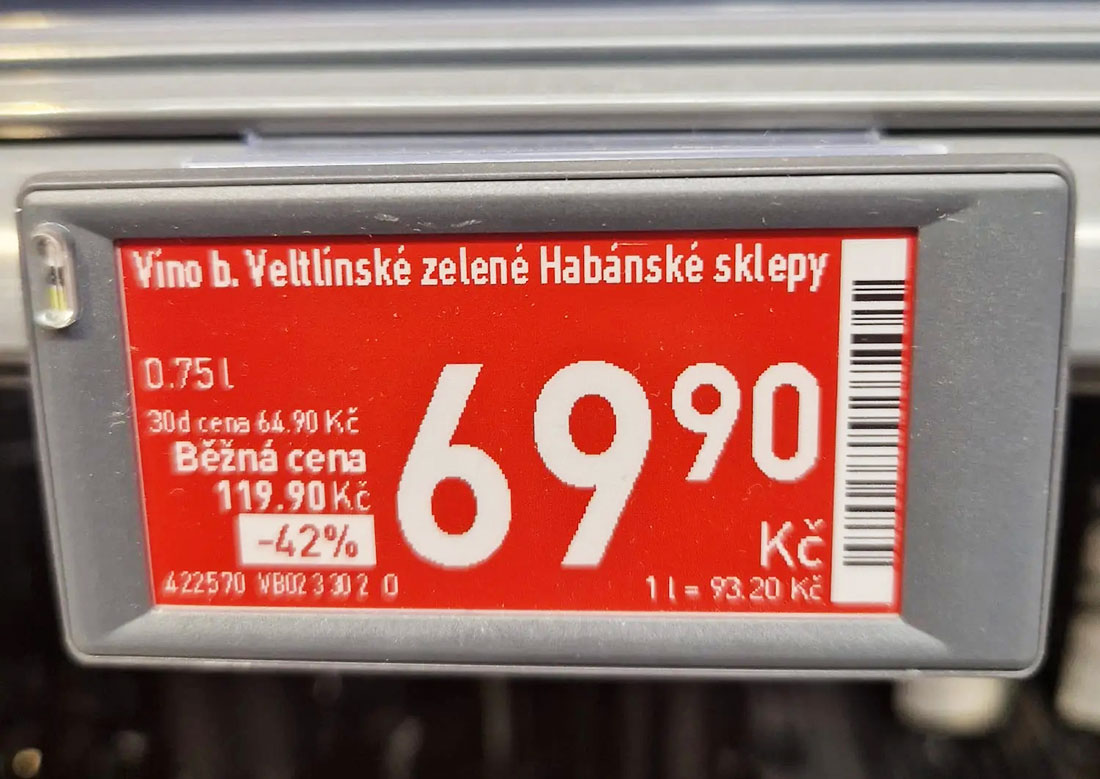 Víno b. Veltlínské zelené Habánské sklepy
0.75 l
30d cena 64.90 Kč
Běžná cena
119.90 Kč
-42%
69 90
Kč
422570 VB02 3 30 2 0
1 l = 93.20 Kč